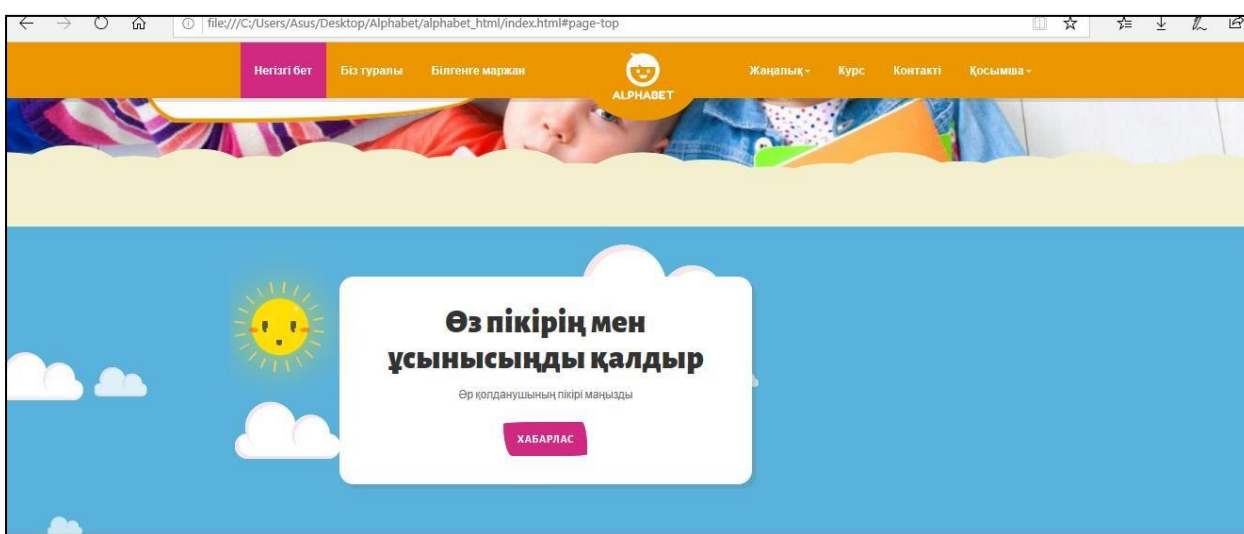 file:///C:/Users/Asus/Desktop/Alphabet/alphabet_html/index.html#page-top
Негізгі бет Біз туралы Білгенге маржан ALPHABET Жаңалық Курс Контакті Қосымша
Өз пікірің мен
ұсынысыңды қалдыр
Әр қолданушының пікірі маңызды
ХАБАРЛАС